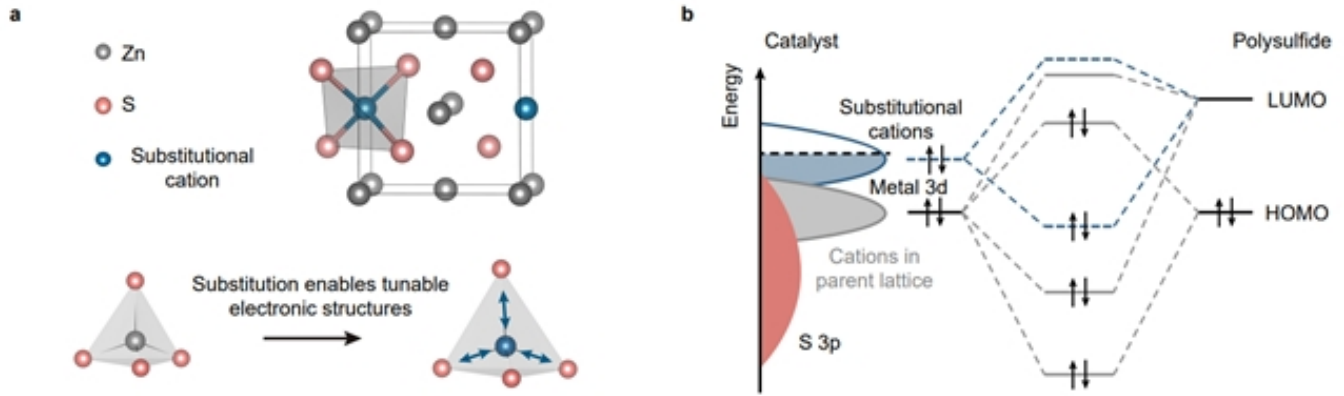 a
Zn
S
Substitutional
cation
Substitution enables tunable
electronic structures
b
Catalyst
Polysulfide
Energy
Substitutional
cations
LUMO
Metal 3d
HOMO
Cations in
parent lattice
S 3p